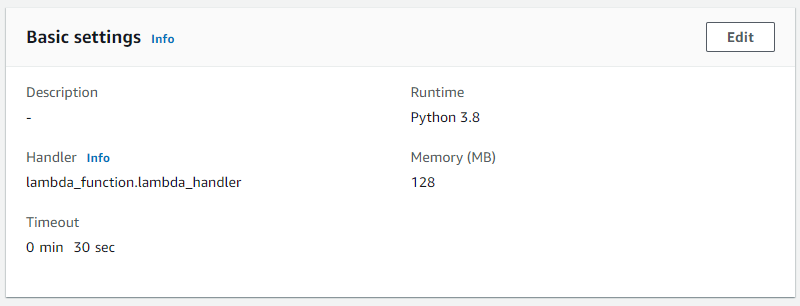 Basic settings Info
Edit
Description
-
Runtime
Python 3.8
Handler Info
lambda_function.lambda_handler
Memory (MB)
128
Timeout
0 min 30 sec